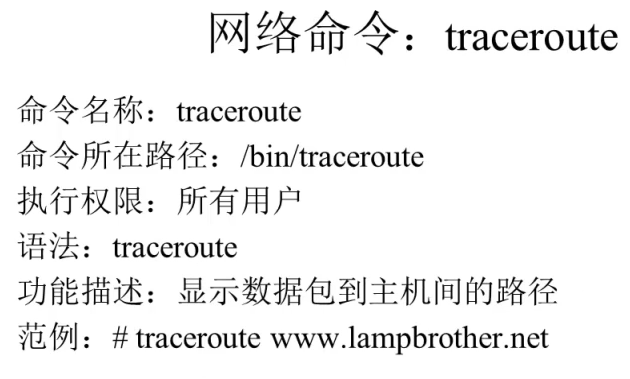 网络命令：traceroute
命令名称：traceroute
命令所在路径：/bin/traceroute
执行权限：所有用户
语法：traceroute
功能描述：显示数据包到主机间的路径
范例：# traceroute www.lampbrother.net